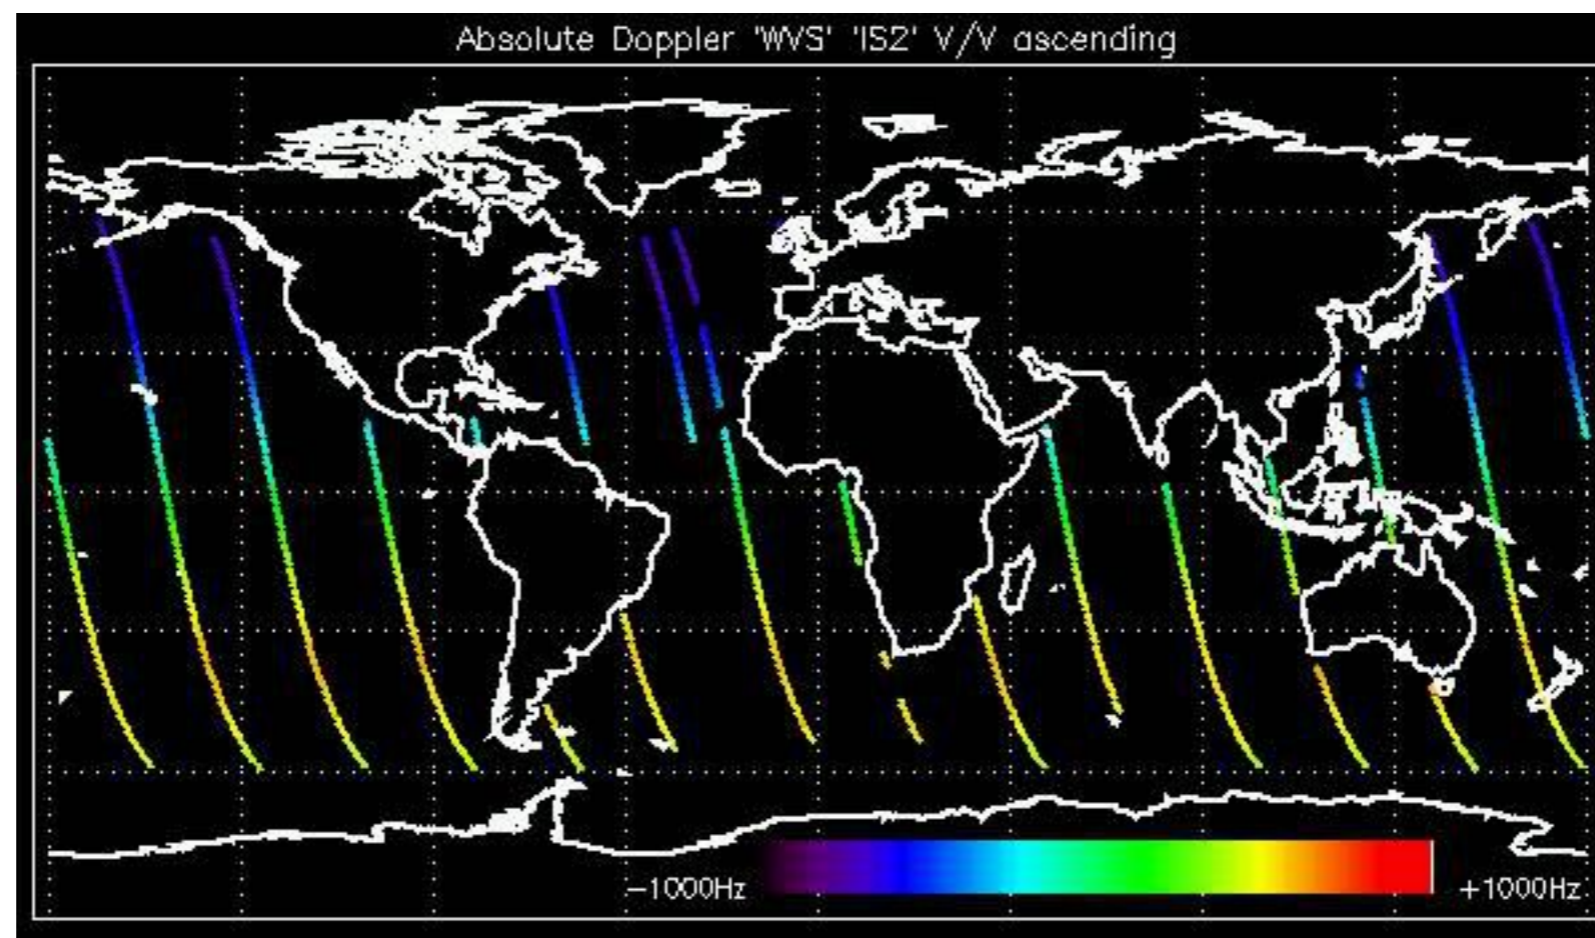 Absolute Doppler 'WVS' 'IS2' V/V ascending
−1000Hz +1000Hz